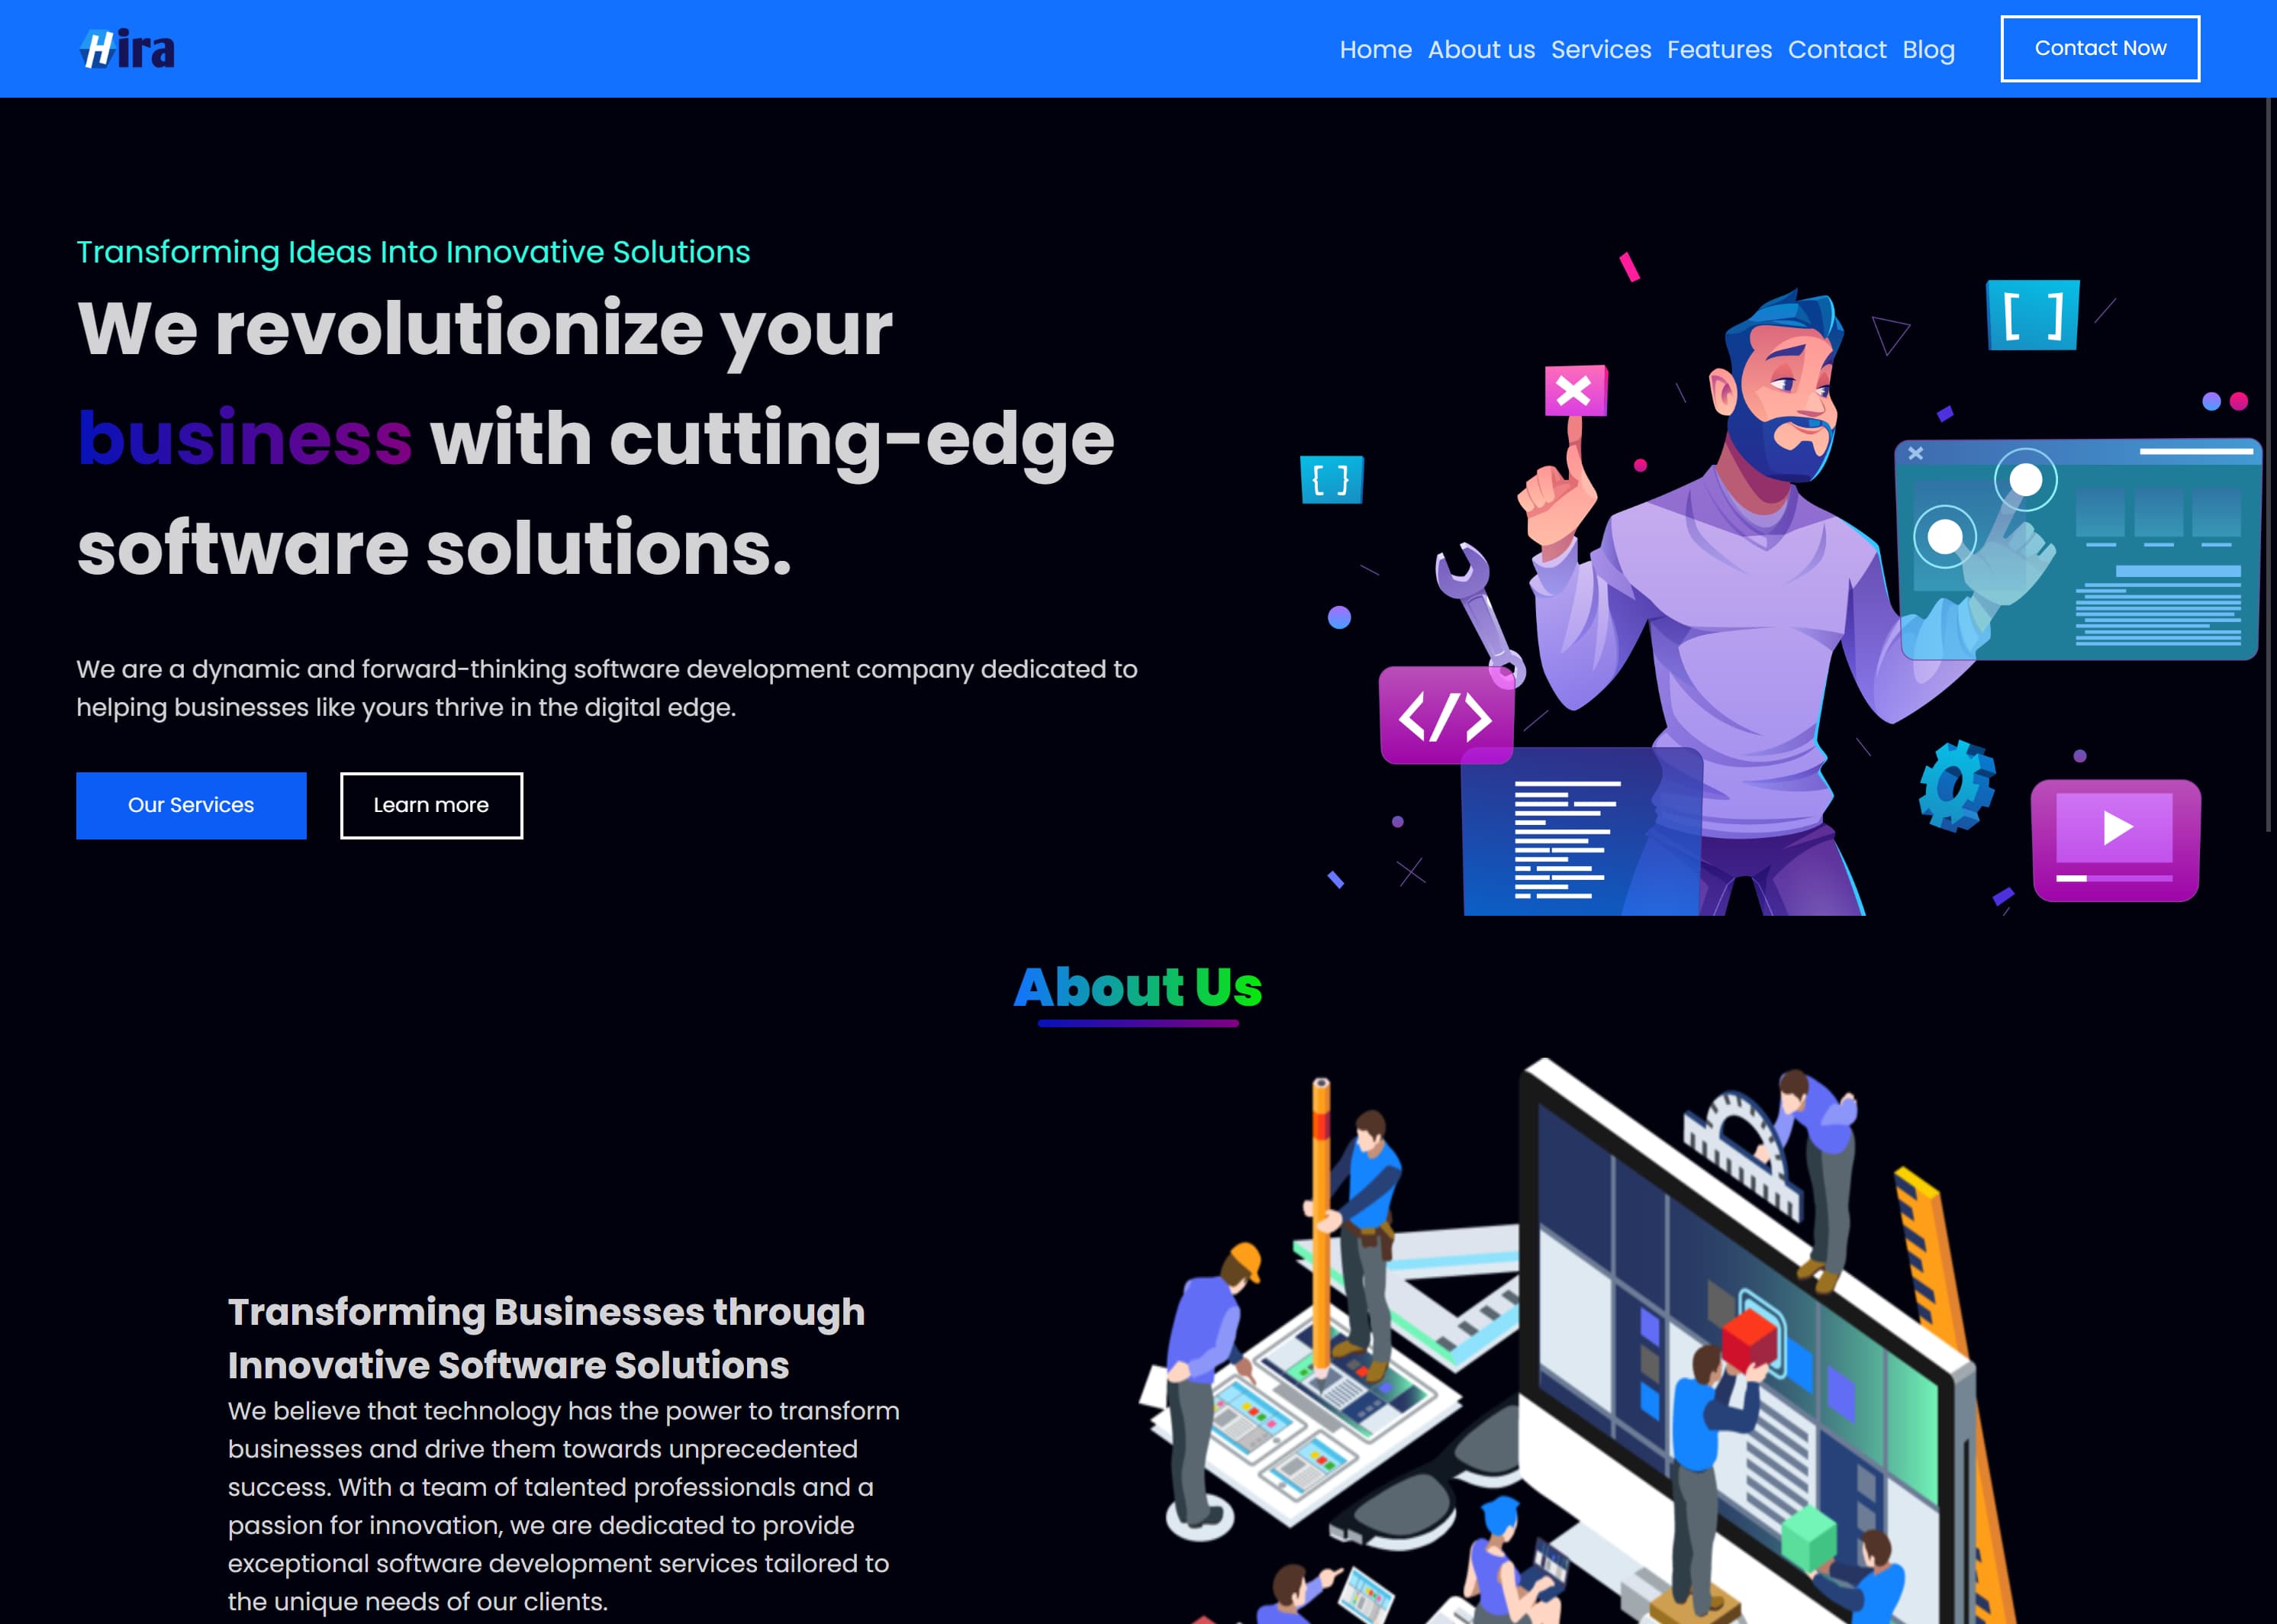 Hira
Home About us Services Features Contact Blog Contact Now
Transforming Ideas Into Innovative Solutions
We revolutionize your
business with cutting-edge
software solutions.
We are a dynamic and forward-thinking software development company dedicated to
helping businesses like yours thrive in the digital edge.
Our Services Learn more
[ ]
{ }
</>
About Us
Transforming Businesses through
Innovative Software Solutions
We believe that technology has the power to transform
businesses and drive them towards unprecedented
success. With a team of talented professionals and a
passion for innovation, we are dedicated to provide
exceptional software development services tailored to
the unique needs of our clients.